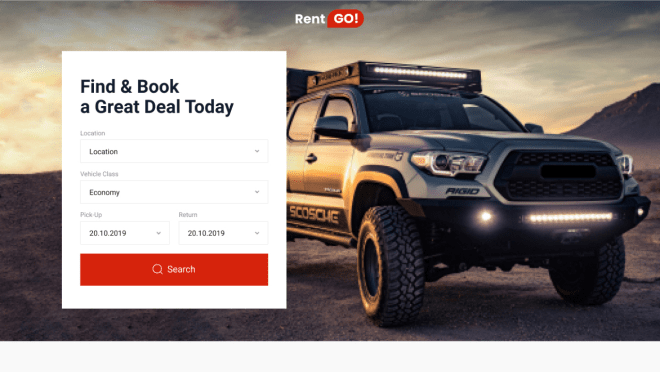 Rent GO!
Find & Book
a Great Deal Today
Location
Location
Vehicle Class
Economy
Pick-Up
Return
20.10.2019
20.10.2019
Search
RIGID
SCOSCHE